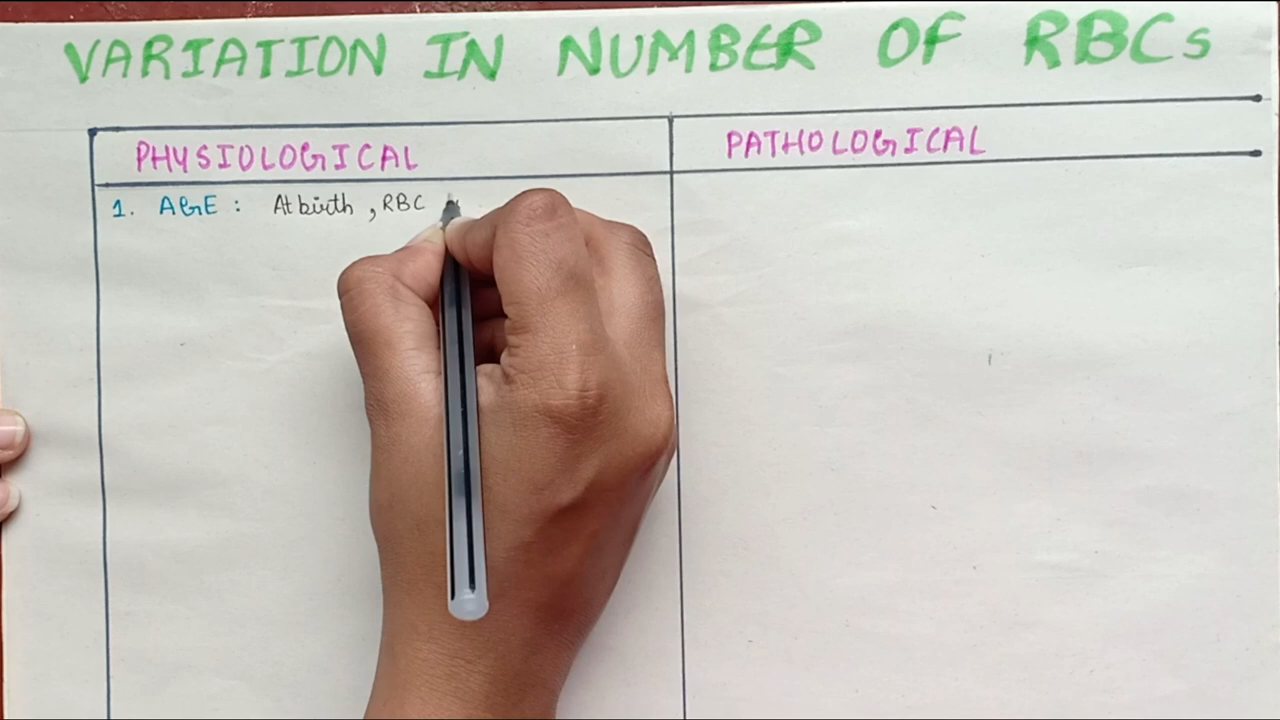 VARIATION IN NUMBER OF RBCs
PHYSIOLOGICAL
PATHOLOGICAL
1. AGE : At birth , RBC